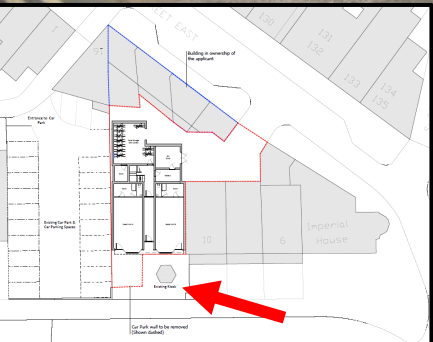 130
131
132
133
134
135
EET EAST
Building in ownership of
the applicant
Entrance to Car
Park
Existing Car Park &
Car Parking Spaces
10
6
Imperial
House
Existing Kiosk
Car Park wall to be removed
(Shown dashed)